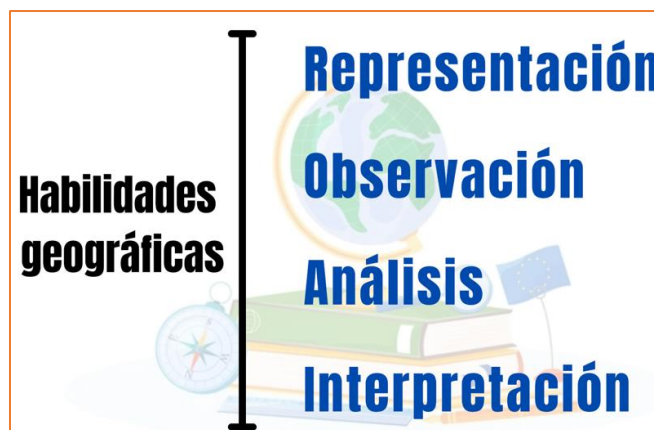 Habilidades
geográficas
Representación
Observación
Análisis
Interpretación